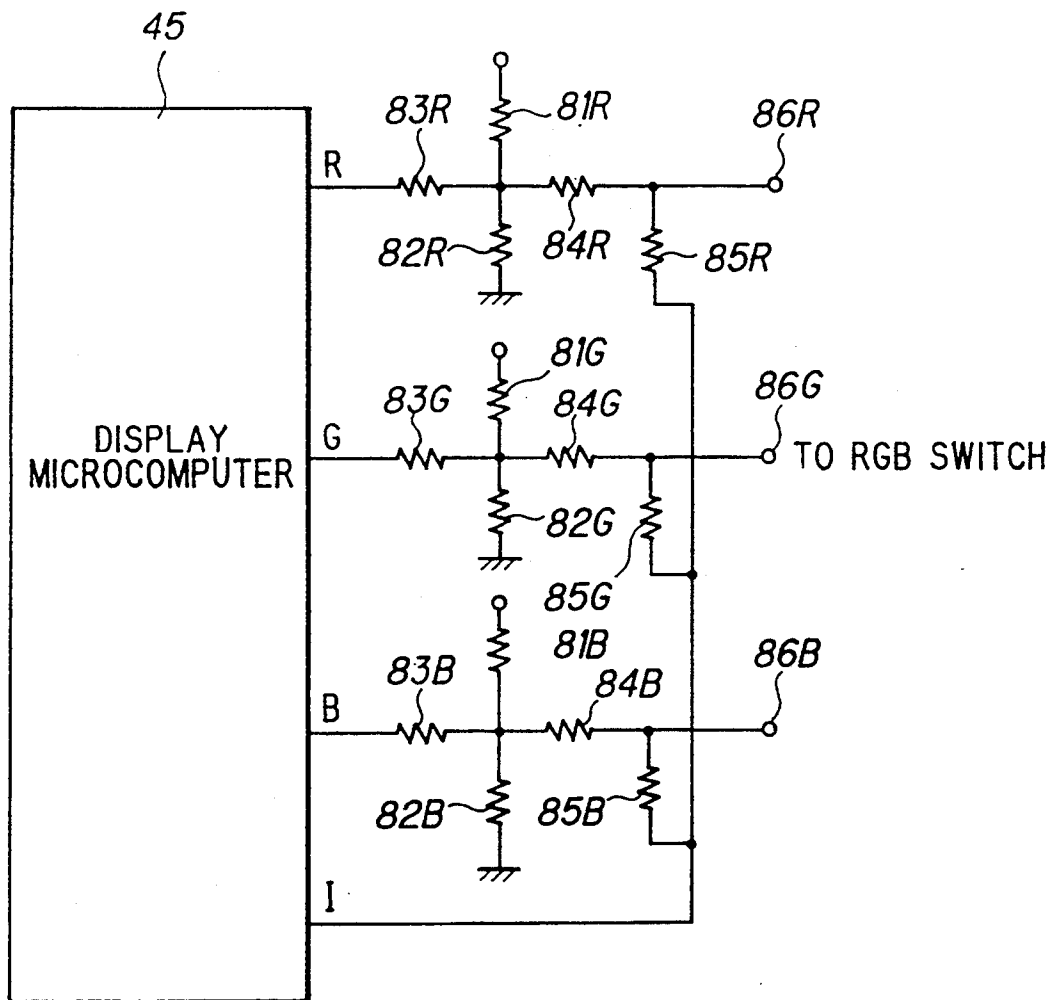 45
83R
81R
86R
R
82R
84R
85R
81G
83G
84G
86G
G
DISPLAY
MICROCOMPUTER
TO RGB SWITCH
82G
85G
81B
83B
84B
86B
B
82B
85B
I